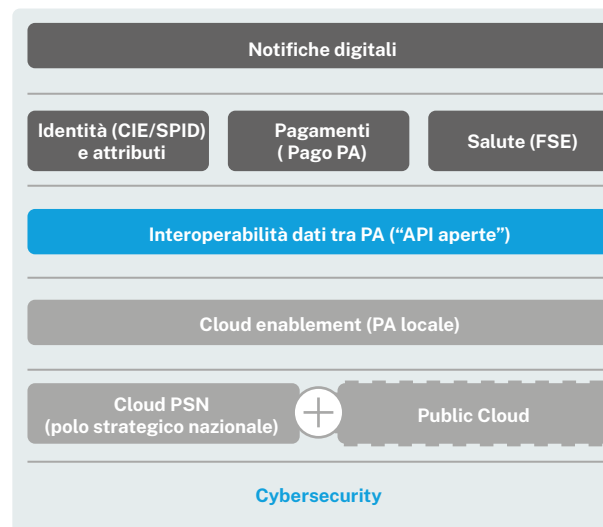 Notifiche digitali
Identità (CIE/SPID)
e attributi
Pagamenti
( Pago PA)
Salute (FSE)
Interoperabilità dati tra PA (“API aperte”)
Cloud enablement (PA locale)
Cloud PSN
(polo strategico nazionale)
Public Cloud
Cybersecurity